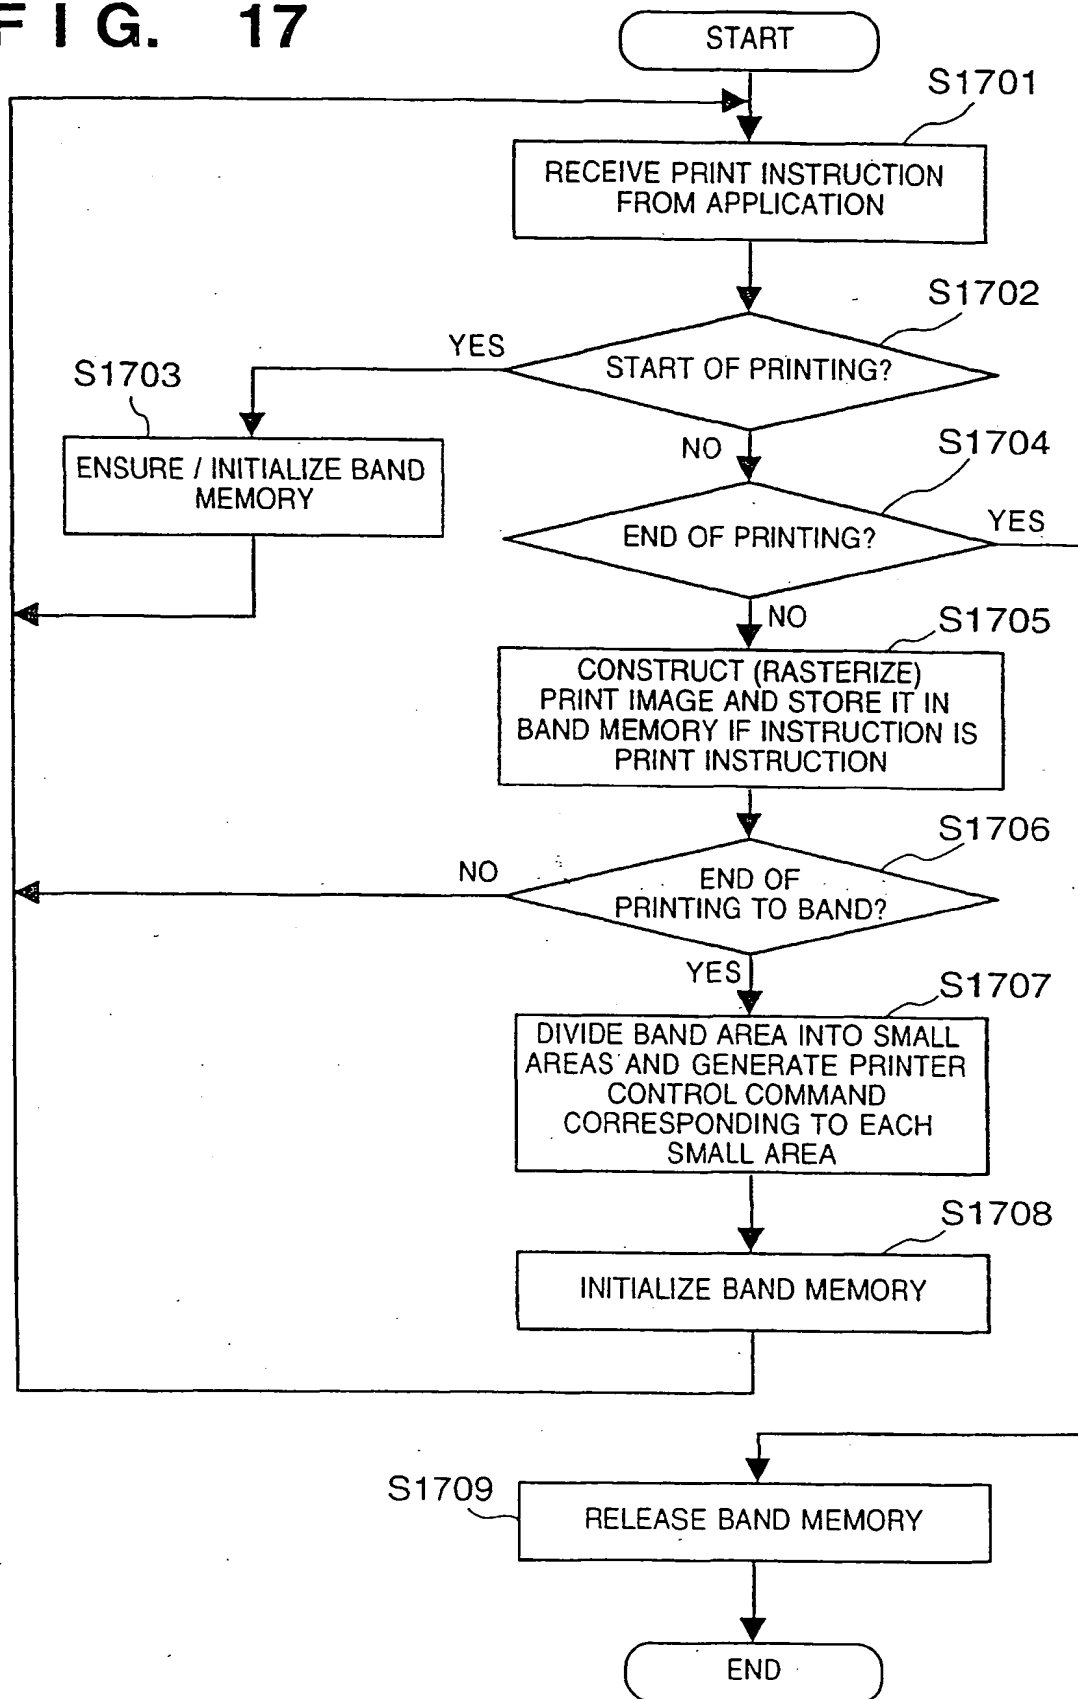 FIG. 17
START
S1701
RECEIVE PRINT INSTRUCTION
FROM APPLICATION
S1702
YES
START OF PRINTING?
S1703
NO
S1704
ENSURE / INITIALIZE BAND
MEMORY
YES
END OF PRINTING?
NO
S1705
CONSTRUCT (RASTERIZE)
PRINT IMAGE AND STORE IT IN
BAND MEMORY IF INSTRUCTION IS
PRINT INSTRUCTION
S1706
NO
END OF
PRINTING TO BAND?
YES
S1707
DIVIDE BAND AREA INTO SMALL
AREAS AND GENERATE PRINTER
CONTROL COMMAND
CORRESPONDING TO EACH
SMALL AREA
S1708
INITIALIZE BAND MEMORY
S1709
RELEASE BAND MEMORY
END